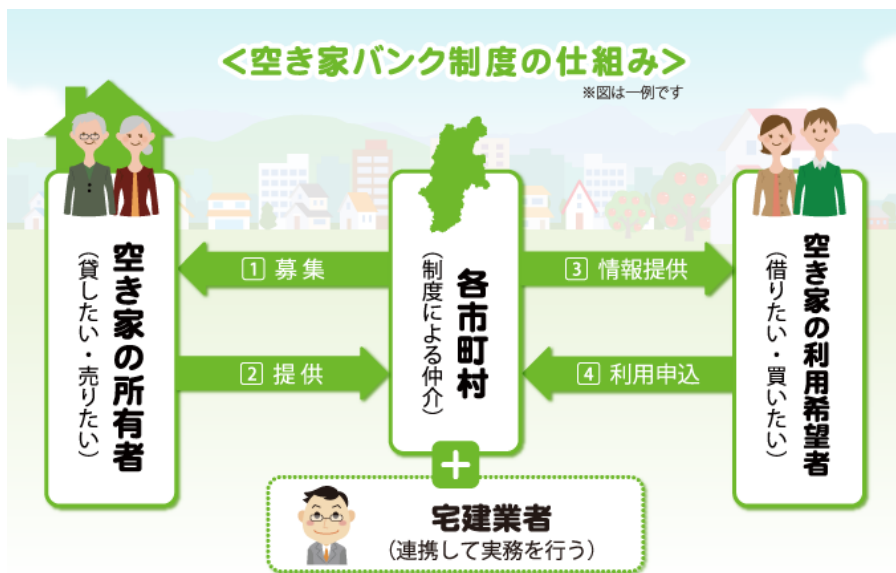 <空き家バンク制度の仕組み>
※図は一例です
空き家の所有者
（貸したい・売りたい）
1 募集
2 提供
各市町村
（制度による仲介）
3 情報提供
4 利用申込
空き家の利用希望者
（借りたい・買いたい）
+
宅建業者
（連携して実務を行う）